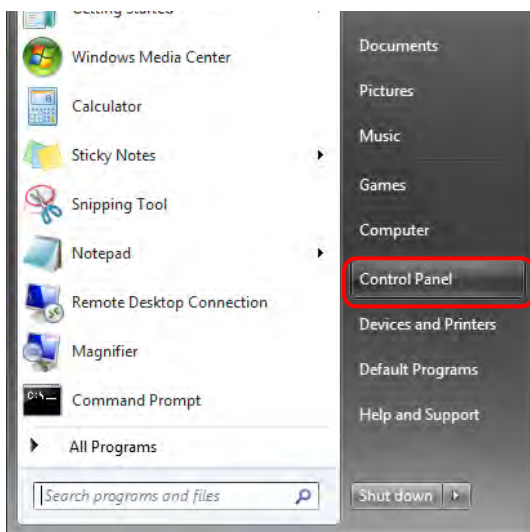 Getting Started
Windows Media Center
Calculator
Sticky Notes
Snipping Tool
Notepad
Remote Desktop Connection
Magnifier
Command Prompt
All Programs
Search programs and files
Documents
Pictures
Music
Games
Computer
Control Panel
Devices and Printers
Default Programs
Help and Support
Shut down